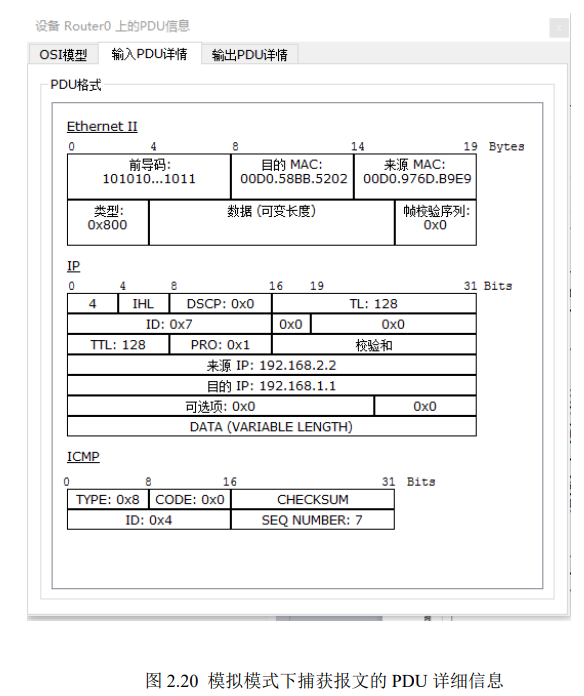 设备 Router0 上的PDU信息
OSI模型 输入PDU详情 输出PDU详情
PDU格式
Ethernet II
0 4 8 14 19 Bytes
前导码: 目的 MAC: 来源 MAC:
101010...1011 00D0.58BB.5202 00D0.976D.B9E9
类型: 数据 (可变长度) 帧校验序列:
0x800 0x0
IP
0 4 8 16 19 31 Bits
4 IHL DSCP: 0x0 TL: 128
ID: 0x7 0x0 0x0
TTL: 128 PRO: 0x1 校验和
来源 IP: 192.168.2.2
目的 IP: 192.168.1.1
可选项: 0x0 0x0
DATA (VARIABLE LENGTH)
ICMP
0 8 16 31 Bits
TYPE: 0x8 CODE: 0x0 CHECKSUM
ID: 0x4 SEQ NUMBER: 7
图 2.20 模拟模式下捕获报文的 PDU 详细信息